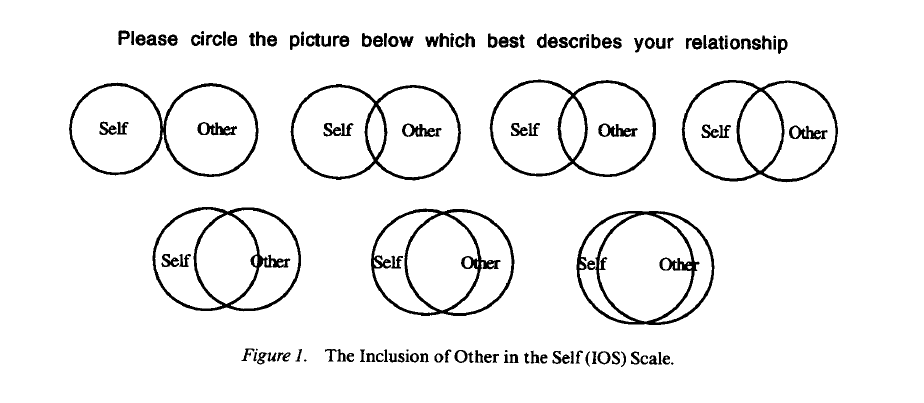 Please circle the picture below which best describes your relationship
Self Other Self Other Self Other Self Other
Self Other Self Other Self Other
Figure 1. The Inclusion of Other in the Self (IOS) Scale.